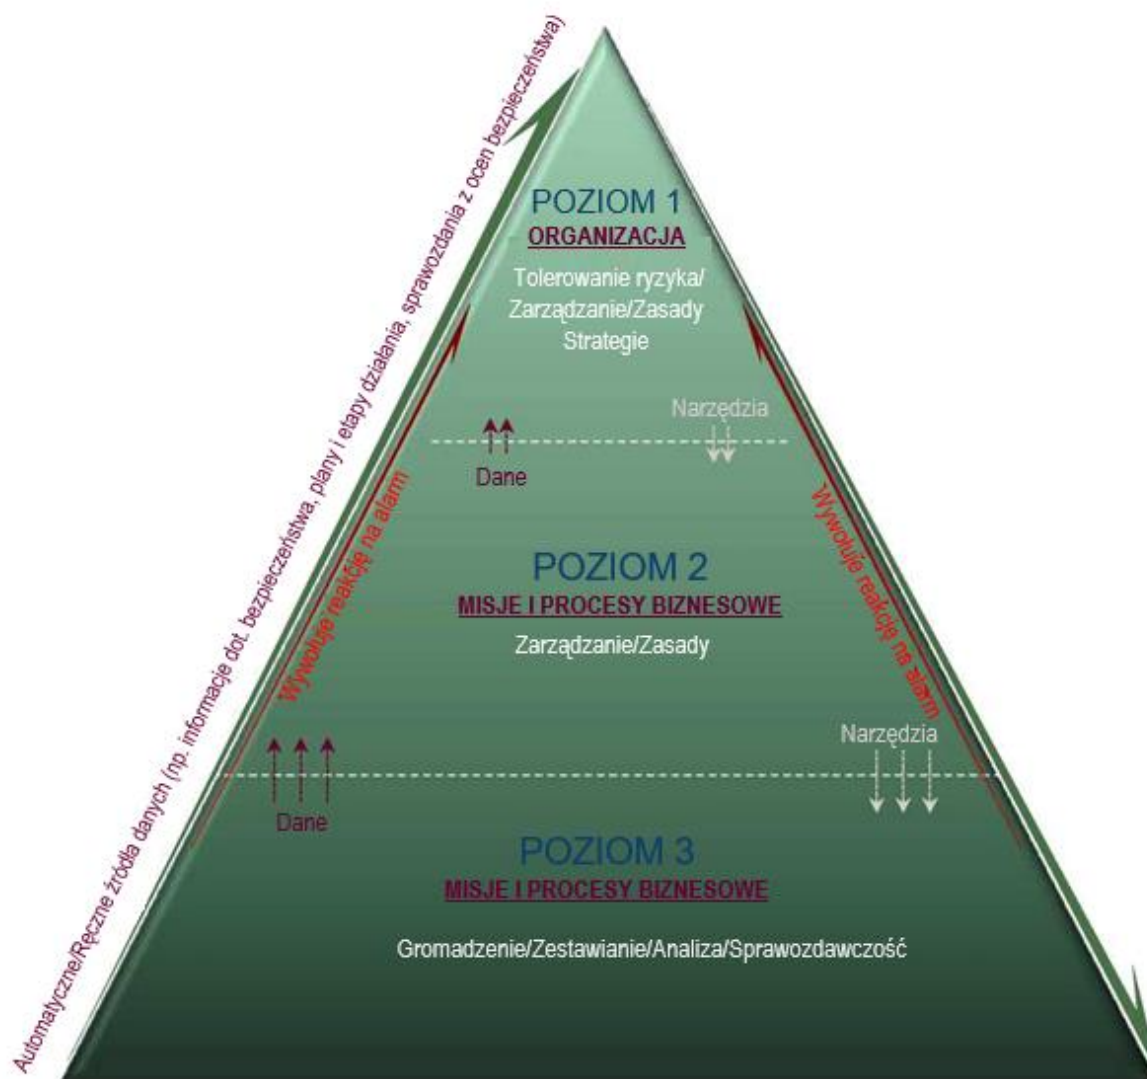 Automatyczne/Ręczne źródła danych (np. informacje dot. bezpieczeństwa, plany i etapy działania, sprawozdania z ocen bezpieczeństwa)
POZIOM 1
ORGANIZACJA
Tolerowanie ryzyka/
Zarządzanie/Zasady
Strategie
Narzędzia
Dane
Wywołuje reakcję na alarm
Wywołuje reakcję na alarm
POZIOM 2
MISJE I PROCESY BIZNESOWE
Zarządzanie/Zasady
Narzędzia
Dane
POZIOM 3
MISJE I PROCESY BIZNESOWE
Gromadzenie/Zestawianie/Analiza/Sprawozdawczość